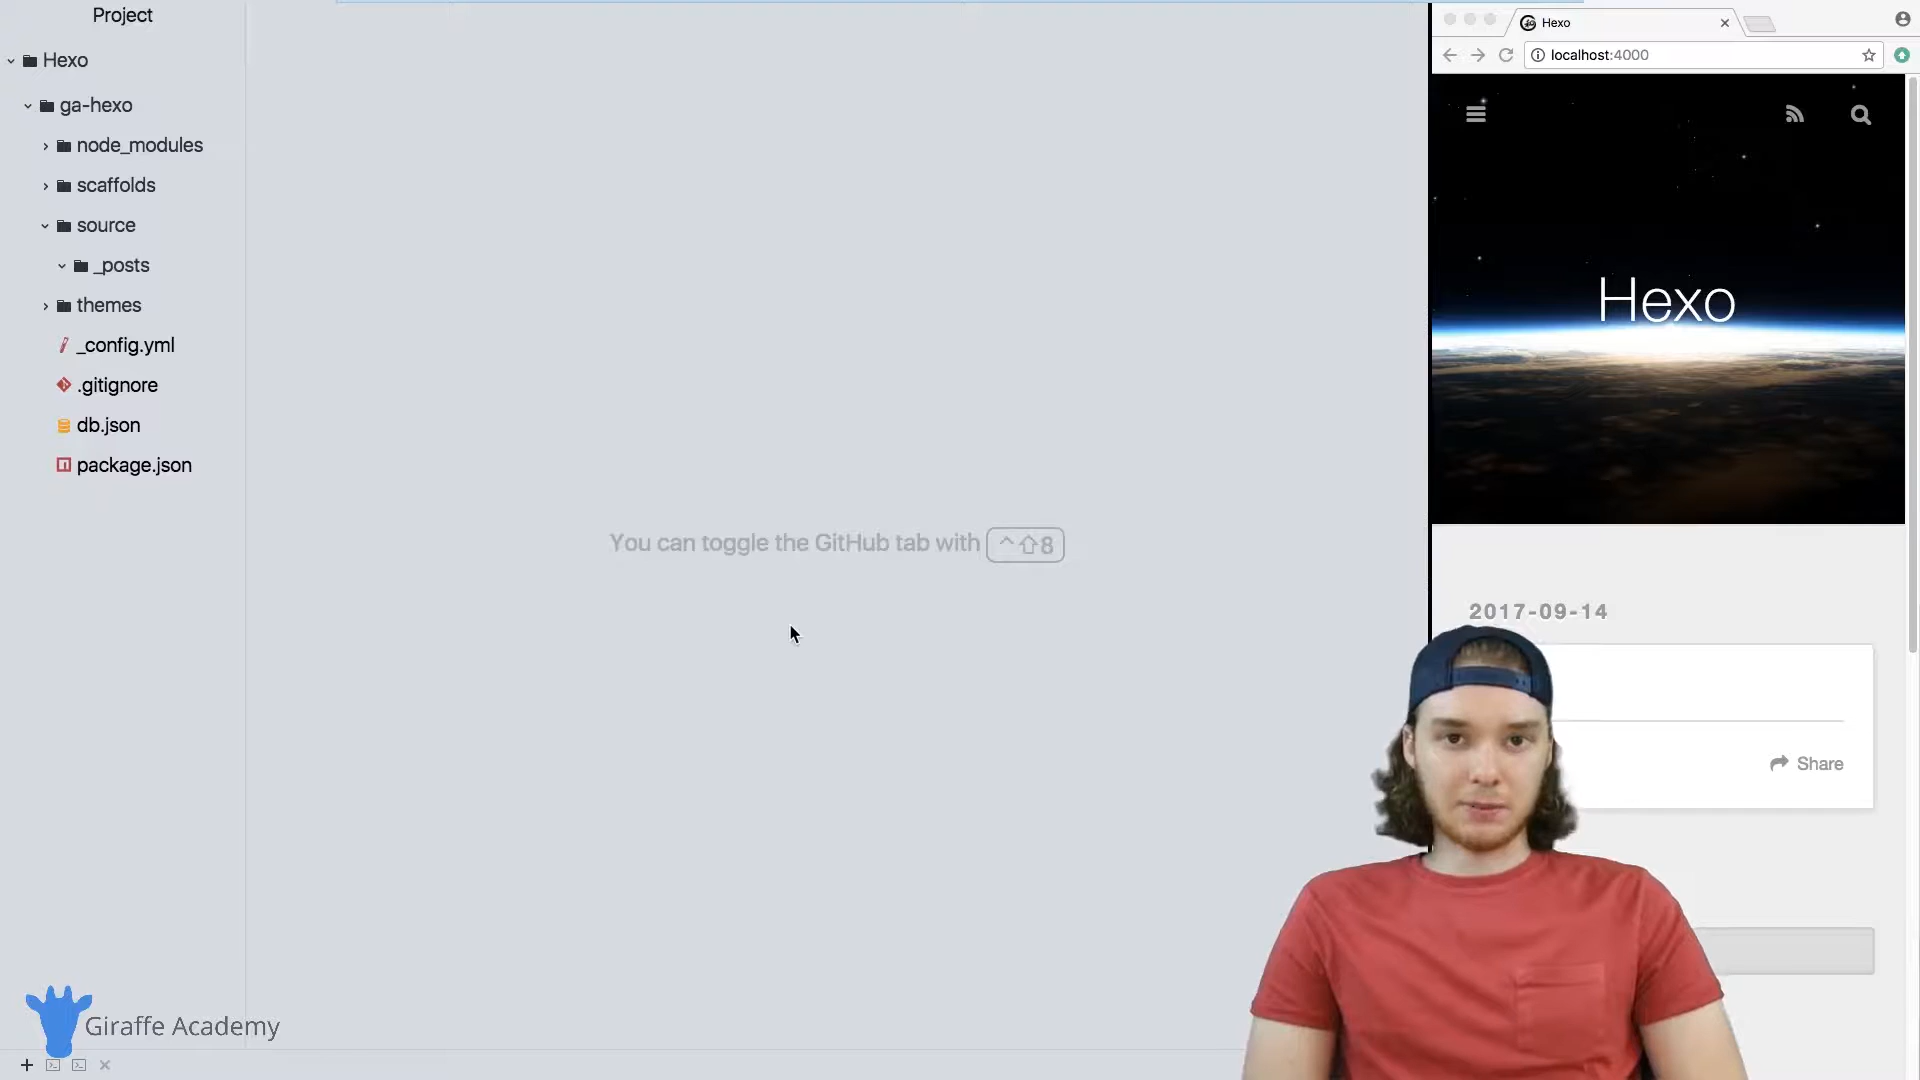 Project
Hexo
ga-hexo
node_modules
scaffolds
source
_posts
themes
_config.yml
.gitignore
db.json
package.json
You can toggle the GitHub tab with ⌃⇧8
Giraffe Academy
Hexo
localhost:4000
Hexo
2017-09-14
Share